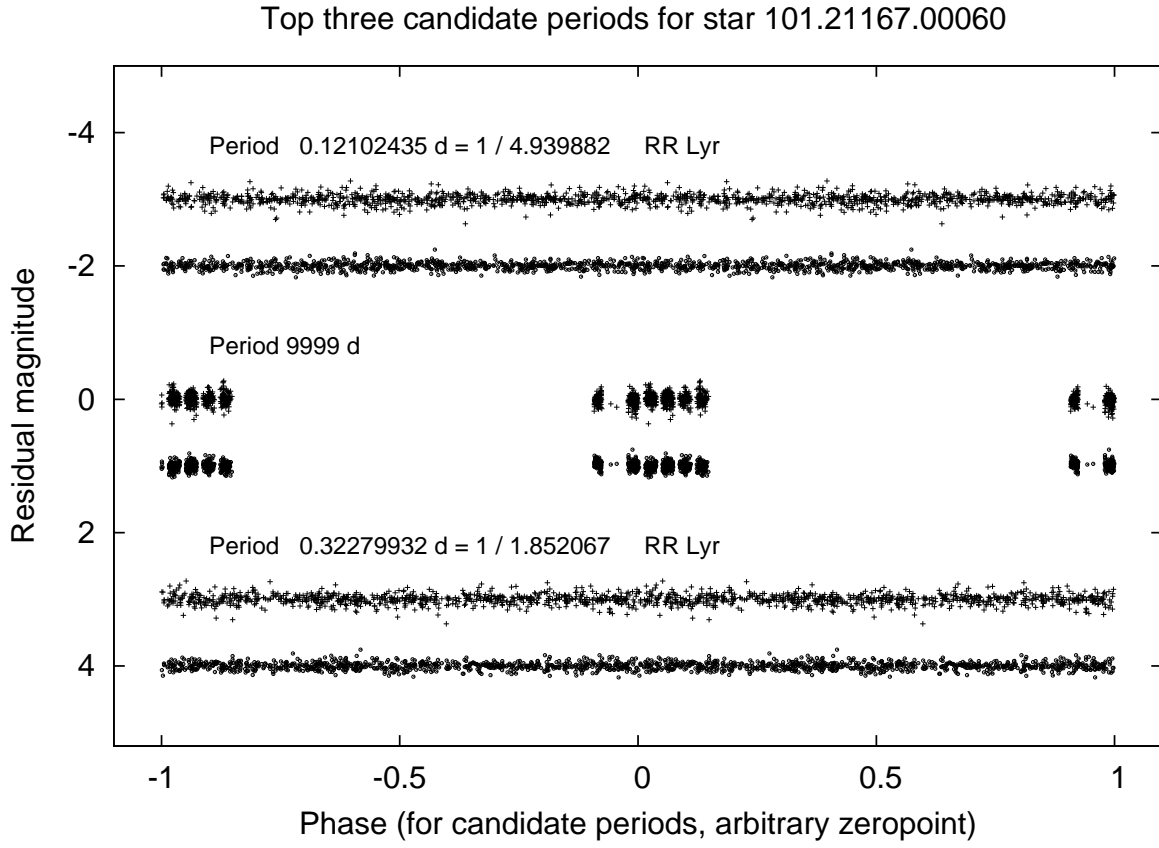 Top three candidate periods for star 101.21167.00060
-4
Period 0.12102435 d = 1 / 4.939882 RR Lyr
-2
Period 9999 d
0
2
Period 0.32279932 d = 1 / 1.852067 RR Lyr
4
Residual magnitude
-1
-0.5
0
0.5
1
Phase (for candidate periods, arbitrary zeropoint)